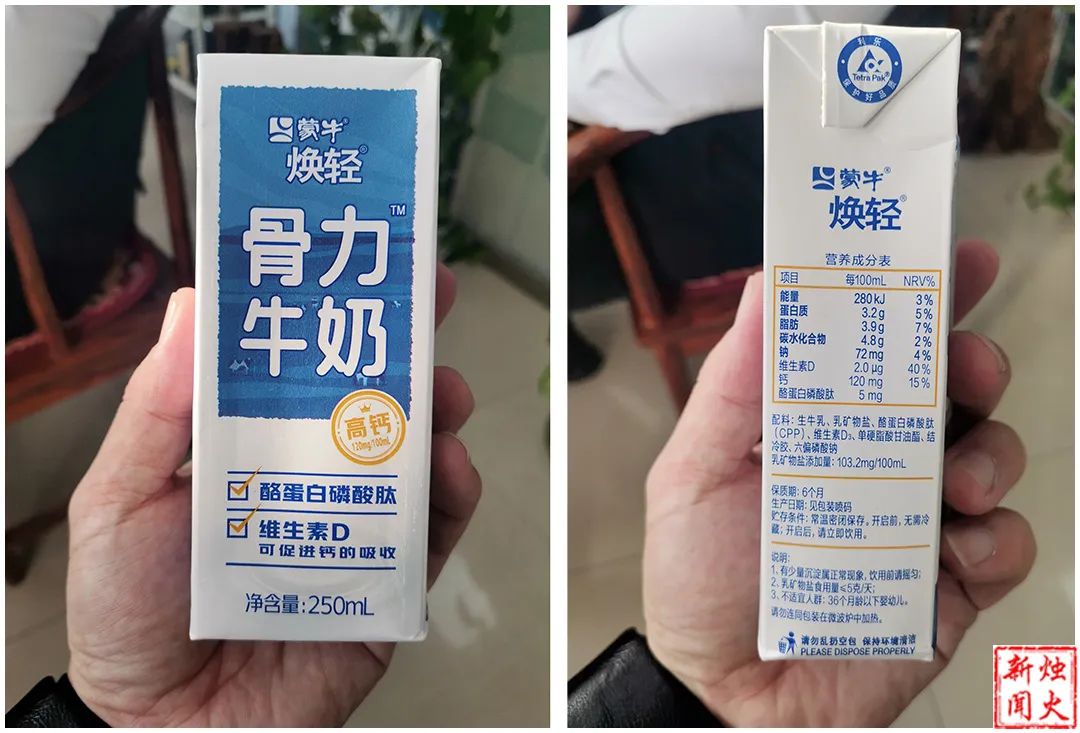 蒙牛®
焕轻®
骨力™
牛奶
高钙
120mg/100mL
酪蛋白磷酸肽
维生素D
可促进钙的吸收
净含量:250mL
利乐
Tetra Pak®
保护好品质
蒙牛®
焕轻®
营养成分表
项目 每100mL NRV%
能量 280kJ 3%
蛋白质 3.2g 5%
脂肪 3.9g 7%
碳水化合物 4.8g 2%
钠 72mg 4%
维生素D 2.0μg 40%
钙 120mg 15%
酪蛋白磷酸肽 5mg
配料:生牛乳、乳矿物盐、酪蛋白磷酸肽
(CPP)、维生素D₃、单硬脂酸甘油酯、结
冷胶、六偏磷酸钠
乳矿物盐添加量:103.2mg/100mL
保质期:6个月
生产日期:见包装喷码
贮存条件:常温密闭保存。开启前,无需冷
藏;开启后,请立即饮用。
说明:
1、有少量沉淀属正常现象,饮用前请摇匀;
2、乳矿物盐食用量≤5克/天;
3、不适宜人群:36个月龄以下婴幼儿。
请勿连同包装在微波炉中加热。
请勿乱扔空包 保持环境清洁
PLEASE DISPOSE PROPERLY
烛火
新闻